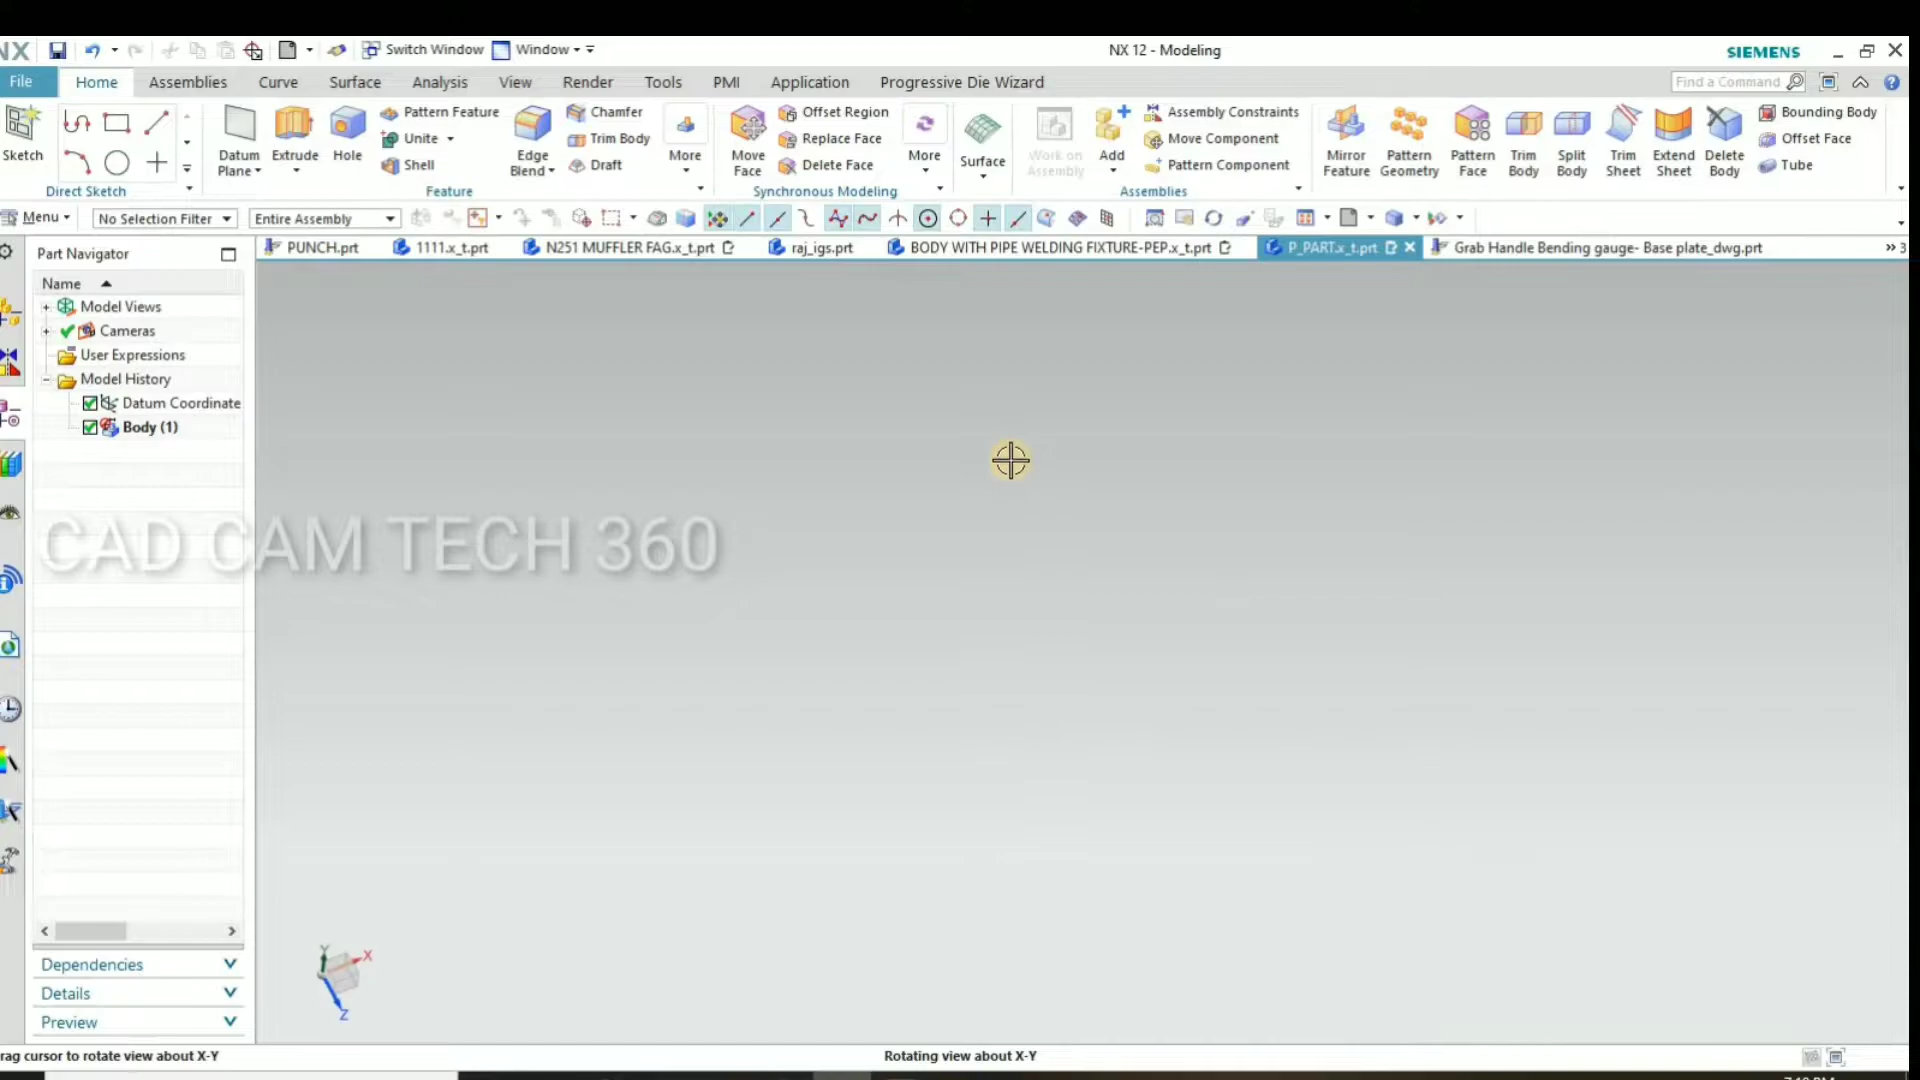 NX Switch Window Window NX 12 - Modeling SIEMENS
File Home Assemblies Curve Surface Analysis View Render Tools PMI Application Progressive Die Wizard Find a Command
Sketch
Direct Sketch
Datum Plane Extrude Hole Pattern Feature Unite Shell Edge Blend Chamfer Trim Body Draft More
Feature
Move Face Offset Region Replace Face Delete Face More
Synchronous Modeling
Surface
Work on Assembly Add Assembly Constraints Move Component Pattern Component
Assemblies
Mirror Feature Pattern Geometry Pattern Face Trim Body Split Body Trim Sheet Extend Sheet Delete Body Bounding Body Offset Face Tube
Menu No Selection Filter Entire Assembly
Part Navigator PUNCH.prt 1111.x_t.prt N251 MUFFLER FAG.x_t.prt raj_igs.prt BODY WITH PIPE WELDING FIXTURE-PEP.x_t.prt P_PART.x_t.prt Grab Handle Bending gauge- Base plate_dwg.prt 3
Name
Model Views
Cameras
User Expressions
Model History
Datum Coordinate
Body (1)
CAD CAM TECH 360
Dependencies
Details
Preview
Y X Z
rag cursor to rotate view about X-Y Rotating view about X-Y